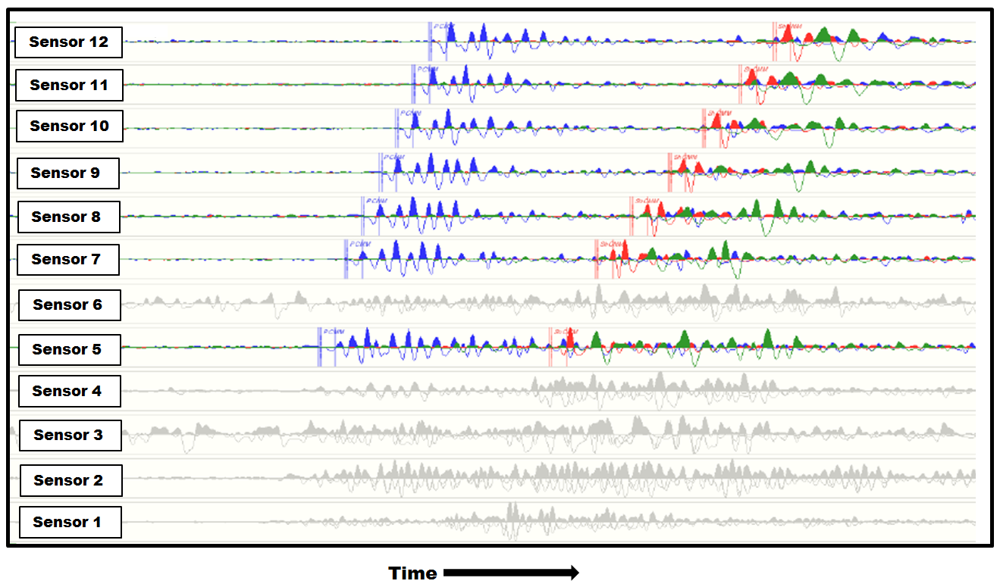 Sensor 12
Sensor 11
Sensor 10
Sensor 9
Sensor 8
Sensor 7
Sensor 6
Sensor 5
Sensor 4
Sensor 3
Sensor 2
Sensor 1
Time